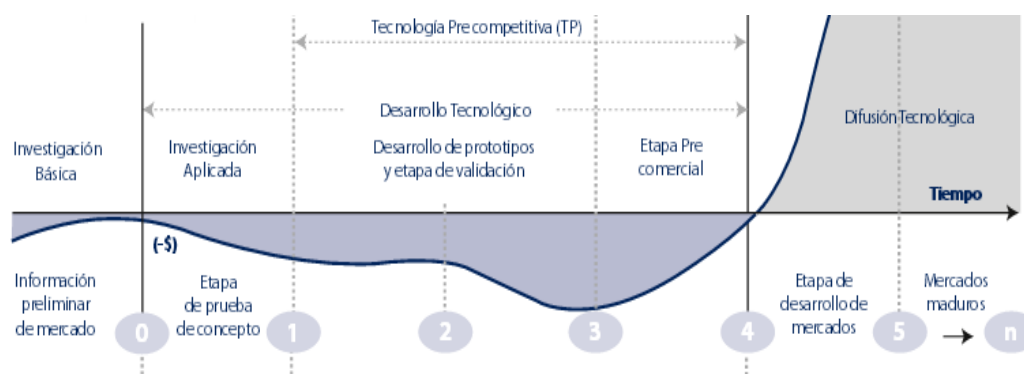 Tecnología Precompetitiva (TP)
Desarrollo Tecnológico
Investigación
Básica
Investigación
Aplicada
Desarrollo de prototipos
y etapa de validación
Etapa Pre
comercial
Difusión Tecnológica
Tiempo
(-$)
Información
preliminar
de mercado
Etapa
de prueba
de concepto
Etapa de
desarrollo de
mercados
Mercados
maduros
0
1
2
3
4
5
n